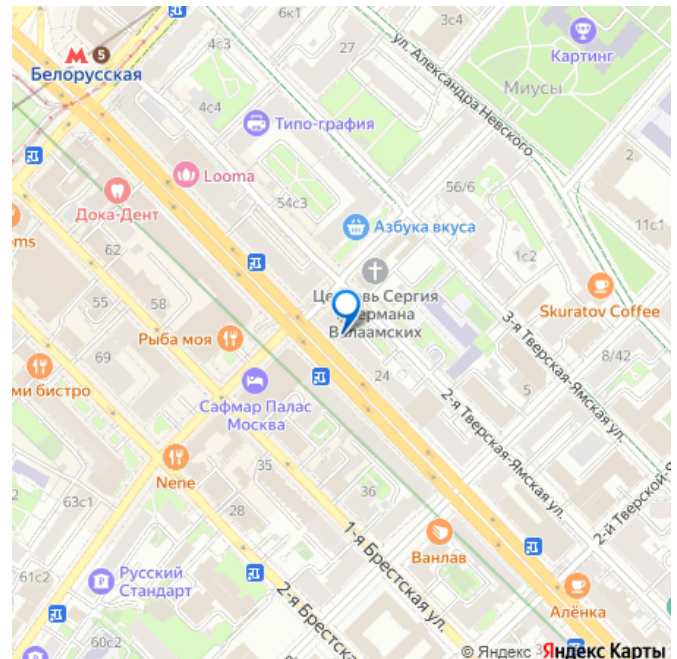 6к1
3с4
5
Белорусская
4с3
27
ул. Александра Невского
Картинг
Миусы
4с4
Типо-графия
2
Looma
Дока-Дент
54с3
56/6
Азбука вкуса
11с1
1с2
oms
62
Церковь Сергия
и Германа
Валаамских
Skuratov Coffee
55
58
Рыба моя
3-я Тверская-Ямская ул.
8/42
69
24
5
ми бистро
Сафмар Палас
Москва
2-я Тверская-Ямская ул.
35
Nene
36
63с1
28
1-я Брестская ул.
2-й Тверской-Я
Ванлав
Русский
Стандарт
61с2
2-я Брестска
Алёнка
60с2
© Яндекс
Яндекс Карты